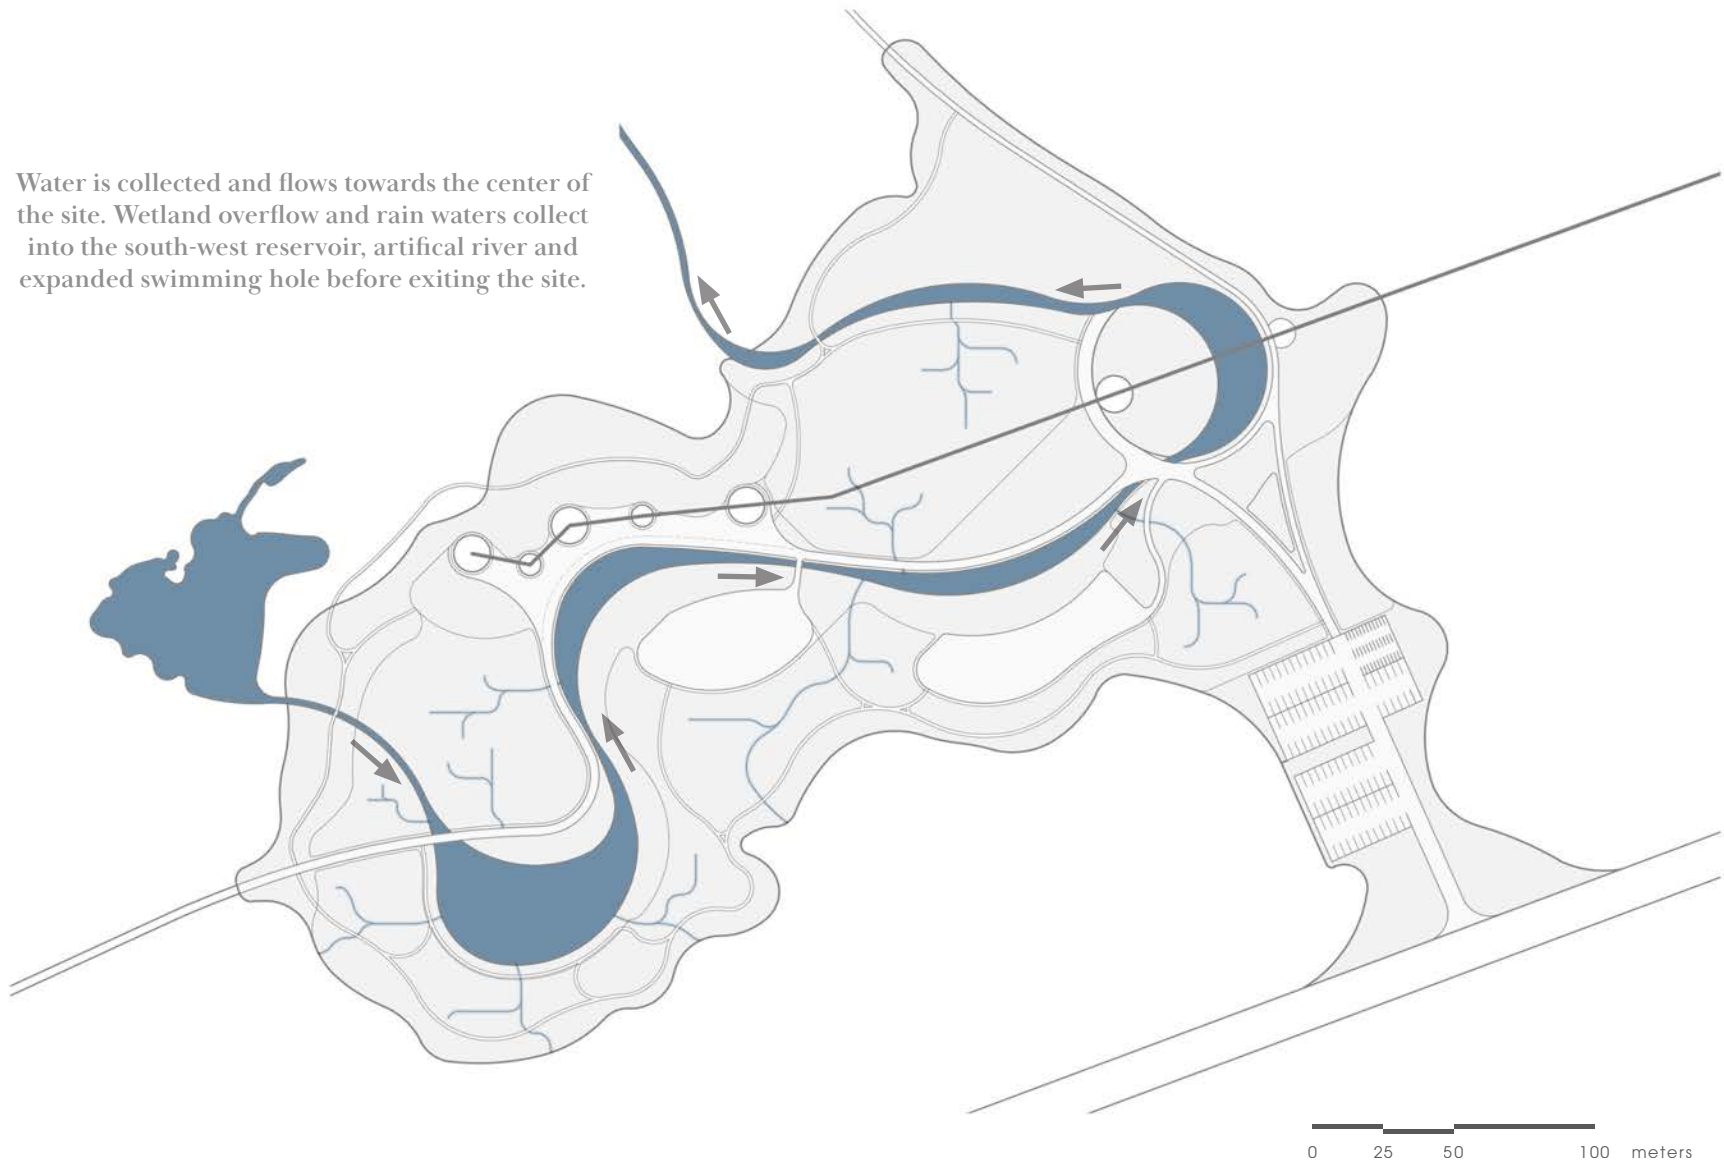 Water is collected and flows towards the center of
the site. Wetland overflow and rain waters collect
into the south-west reservoir, artifical river and
expanded swimming hole before exiting the site.
0 25 50 100 meters